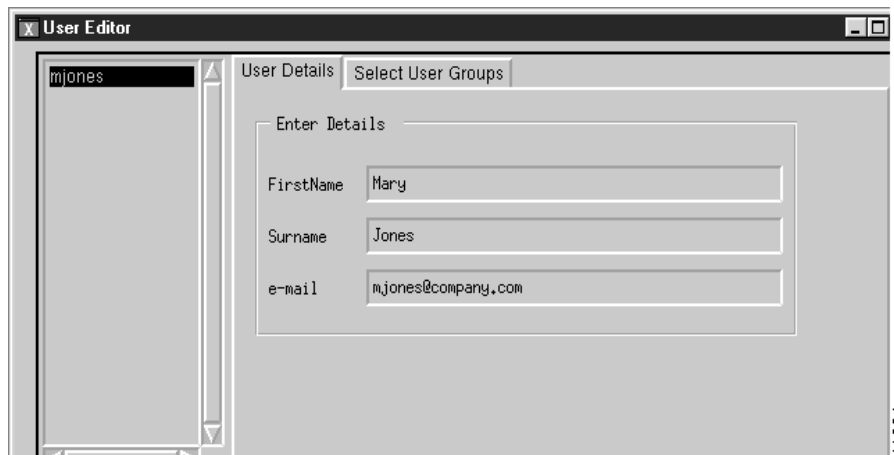 User Editor
mjones
User Details
Select User Groups
Enter Details
FirstName
Mary
Surname
Jones
e-mail
mjones@company.com